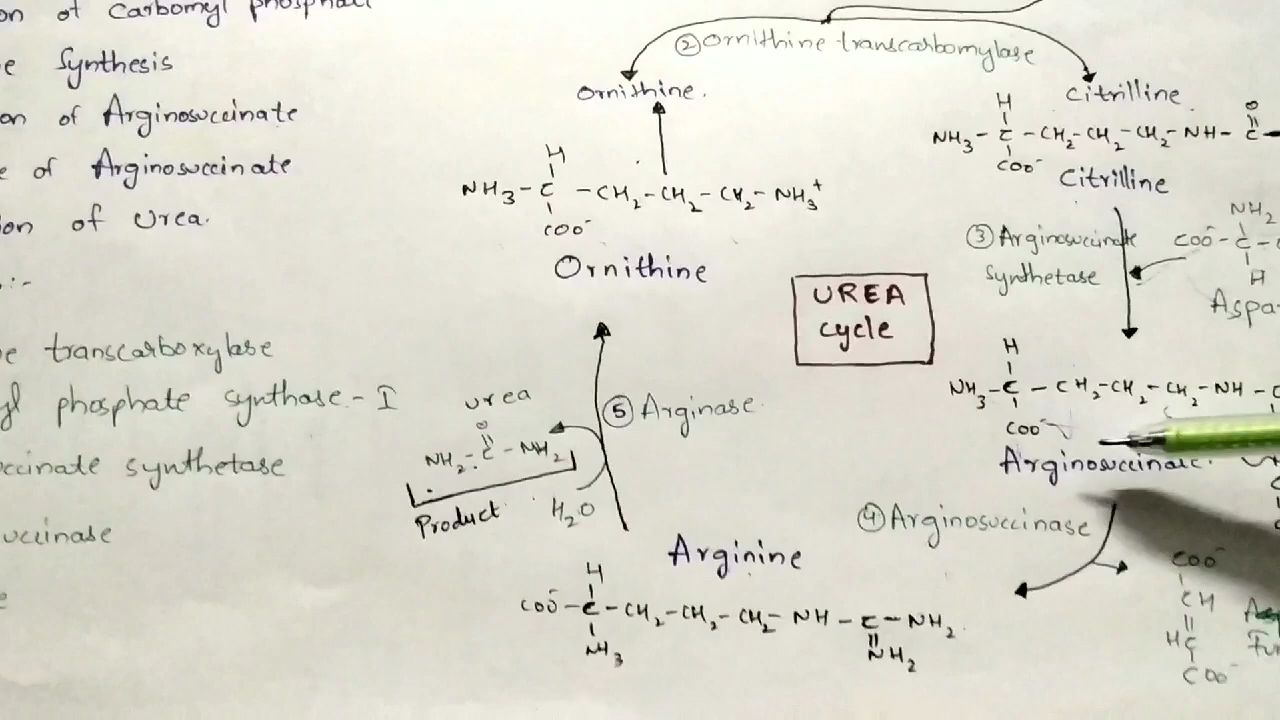 on of Carbomyl phosphate
e Synthesis
on of Arginosuccinate
e of Arginosuccinate
on of Urea.
:-
e transcarboxylase
yl phosphate synthase-I
ccinate synthetase
uccinase
e
② Ornithine transcarbomylase
Ornithine.
H
NH3-C-CH2-CH2-CH2-NH3+
COO-
Ornithine
Citrilline
H O
NH3-C-CH2-CH2-CH2-NH-C-
COO-
Citrilline
③ Arginosuccinate
Synthetase
NH2
COO-C-
H
Aspa
UREA
cycle
H
NH3-C-CH2-CH2-CH2-NH-C
COO-
Arginosuccinate.
④ Arginosuccinase
COO-
CH
HC
COO-
Fu
⑤ Arginase
urea
O
NH2-C-NH2
Product
H2O
Arginine
H
COO-C-CH2-CH2-CH2-NH-C-NH2
NH3 NH2